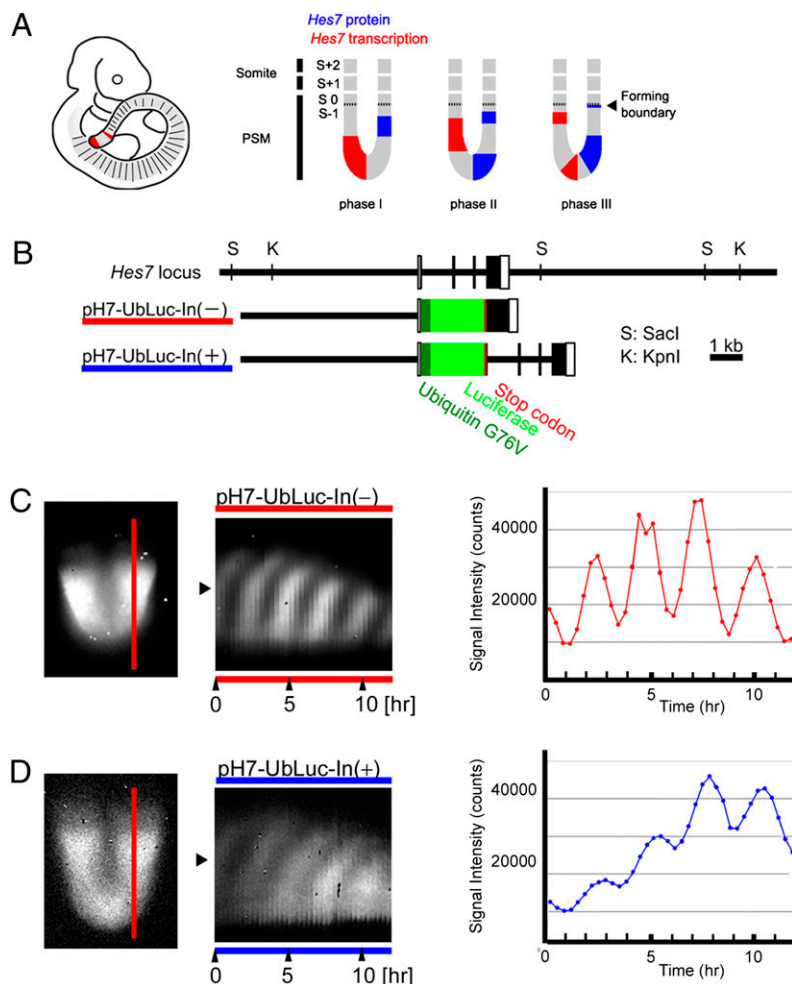 A
Hes7 protein
Hes7 transcription
Somite
S+2
S+1
S 0
S-1
PSM
Forming
boundary
phase I
phase II
phase III
B
S K S S K
Hes7 locus
pH7-UbLuc-In(−)
pH7-UbLuc-In(+)
S: SacI
K: KpnI
1 kb
Ubiquitin G76V
Luciferase
Stop codon
C
pH7-UbLuc-In(−)
0 5 10 [hr]
Signal Intensity (counts)
40000
20000
0 5 10
Time (hr)
D
pH7-UbLuc-In(+)
0 5 10 [hr]
Signal Intensity (counts)
40000
20000
0 5 10
Time (hr)